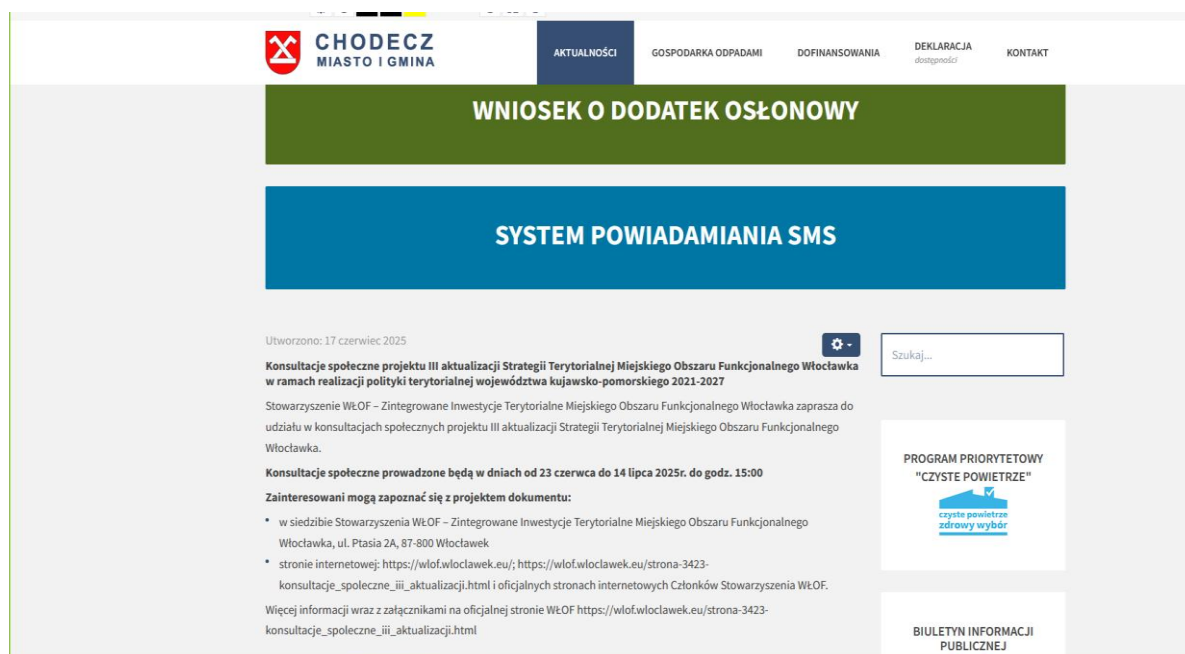 CHODECZ
MIASTO I GMINA
AKTUALNOŚCI
GOSPODARKA ODPADAMI
DOFINANSOWANIA
DEKLARACJA
dostępności
KONTAKT
WNIOSEK O DODATEK OSŁONOWY
SYSTEM POWIADAMIANIA SMS
Utworzono: 17 czerwiec 2025
Konsultacje społeczne projektu III aktualizacji Strategii Terytorialnej Miejskiego Obszaru Funkcjonalnego Włocławka
w ramach realizacji polityki terytorialnej województwa kujawsko-pomorskiego 2021-2027
Stowarzyszenie WŁOF – Zintegrowane Inwestycje Terytorialne Miejskiego Obszaru Funkcjonalnego Włocławka zaprasza do
udziału w konsultacjach społecznych projektu III aktualizacji Strategii Terytorialnej Miejskiego Obszaru Funkcjonalnego
Włocławka.
Konsultacje społeczne prowadzone będą w dniach od 23 czerwca do 14 lipca 2025r. do godz. 15:00
Zainteresowani mogą zapoznać się z projektem dokumentu:
• w siedzibie Stowarzyszenia WŁOF – Zintegrowane Inwestycje Terytorialne Miejskiego Obszaru Funkcjonalnego
Włocławka, ul. Ptasia 2A, 87-800 Włocławek
• stronie internetowej: https://wlof.wloclawek.eu/; https://wlof.wloclawek.eu/strona-3423-
konsultacje_spoleczne_iii_aktualizacji.html i oficjalnych stronach internetowych Członków Stowarzyszenia WŁOF.
Więcej informacji wraz z załącznikami na oficjalnej stronie WŁOF https://wlof.wloclawek.eu/strona-3423-
konsultacje_spoleczne_iii_aktualizacji.html
Szukaj...
PROGRAM PRIORYTETOWY
"CZYSTE POWIETRZE"
czyste powietrze
zdrowy wybór
BIULETYN INFORMACJI
PUBLICZNEJ